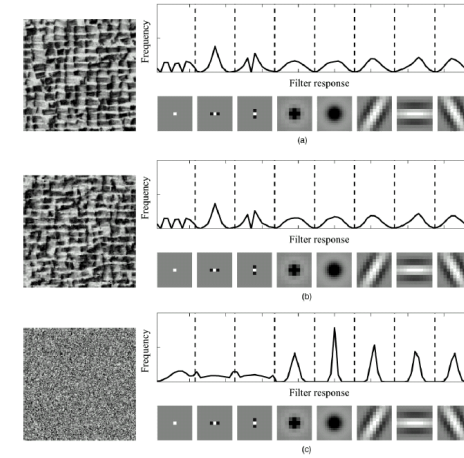 Frequency
Filter response
(a)
Frequency
Filter response
(b)
Frequency
Filter response
(c)